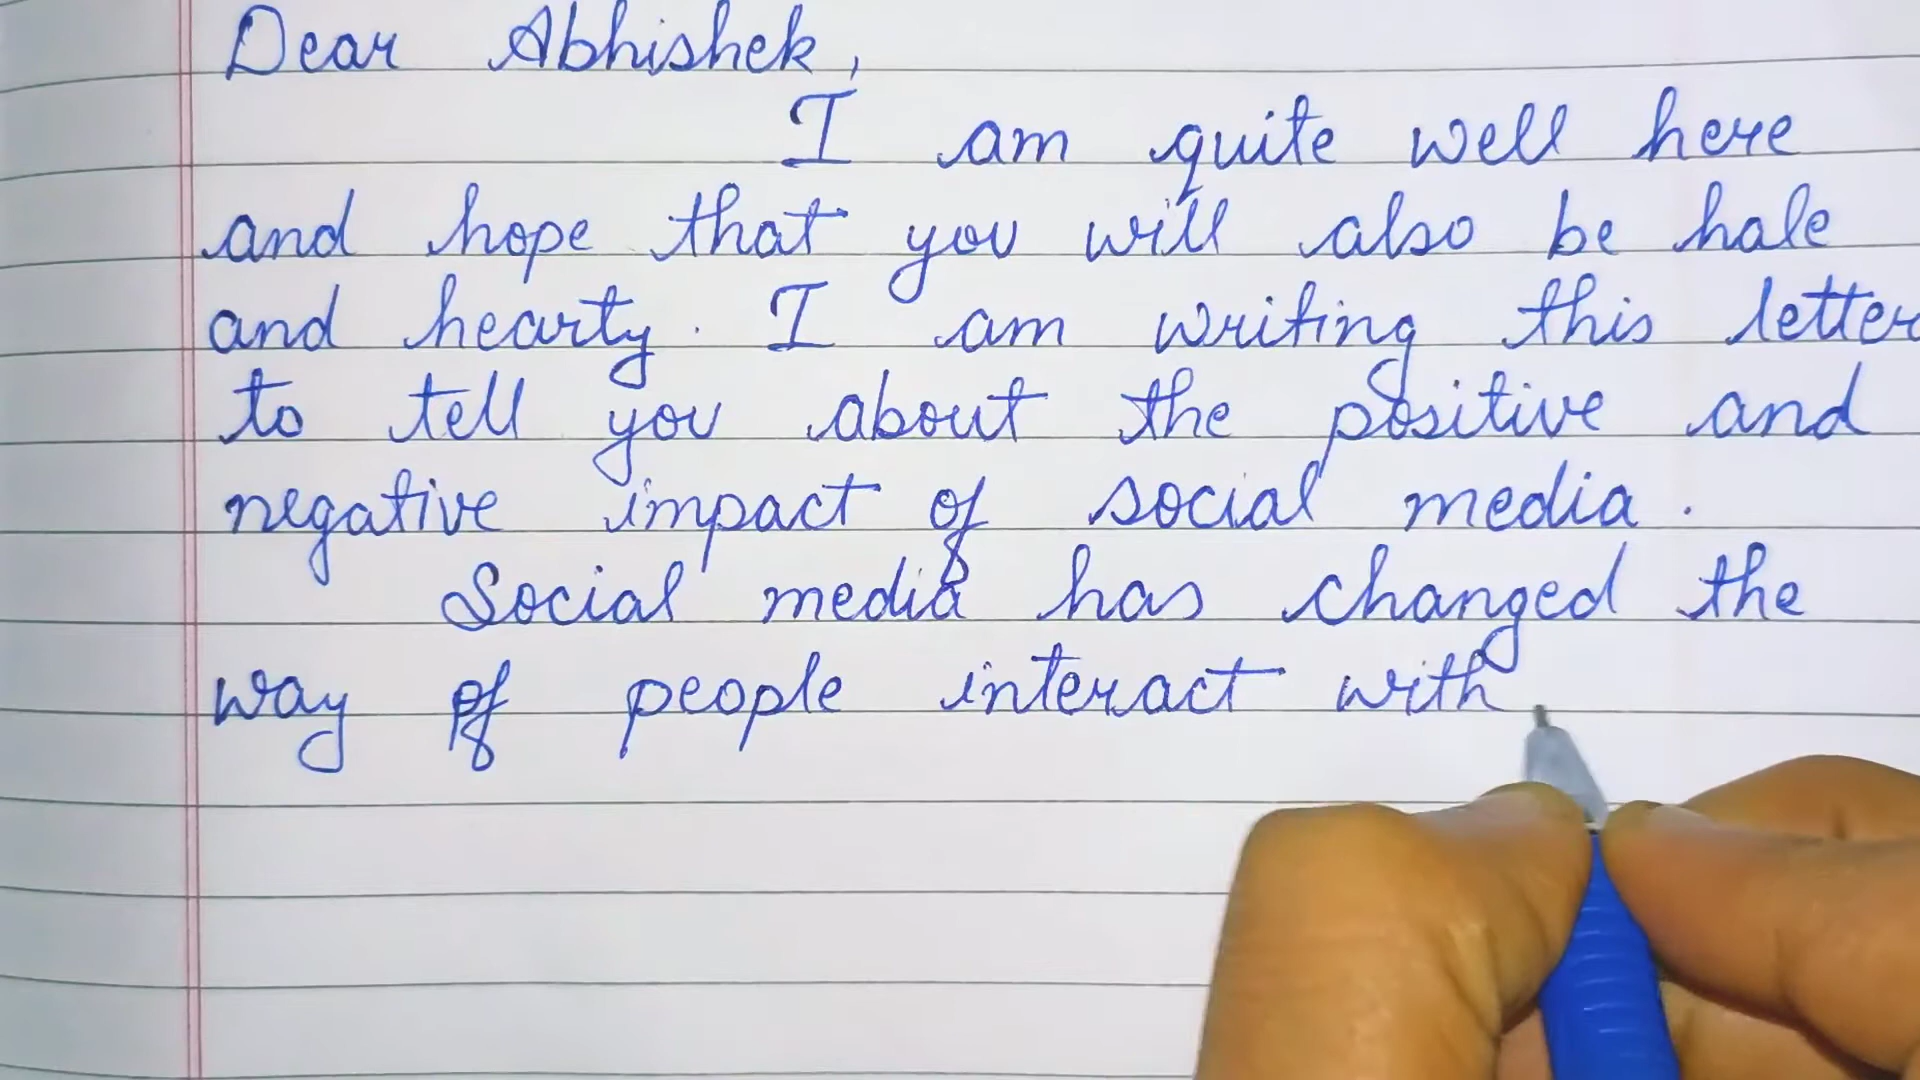 Dear Abhishek,
I am quite well here
and hope that you will also be hale
and hearty. I am writing this letter
to tell you about the positive and
negative impact of social media.
Social media has changed the
way of people interact with